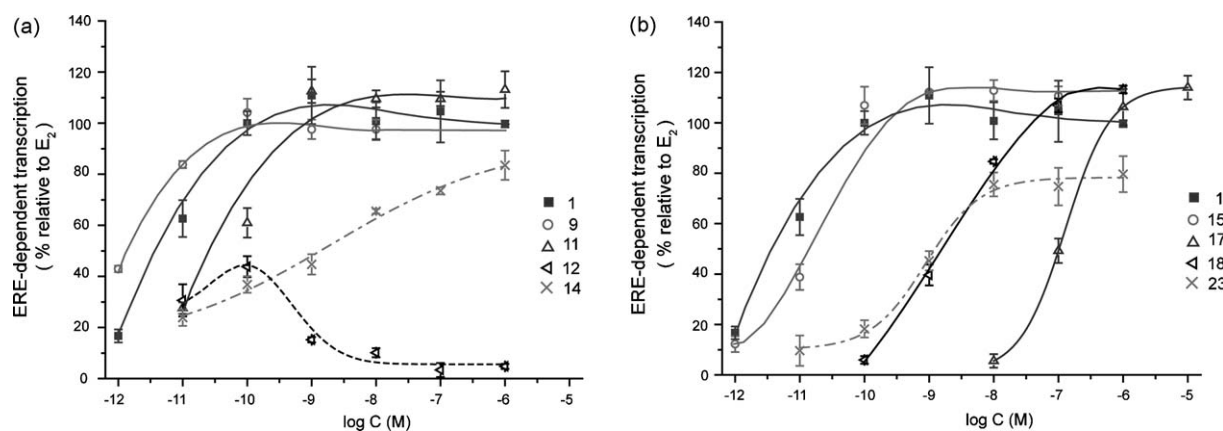 (a)
ERE-dependent transcription
( % relative to E₂)
140
120
100
80
60
40
20
0
-12 -11 -10 -9 -8 -7 -6 -5
log C (M)
1
9
11
12
14
(b)
ERE-dependent transcription
( % relative to E₂)
140
120
100
80
60
40
20
0
-12 -11 -10 -9 -8 -7 -6 -5
log C (M)
1
15
17
18
23